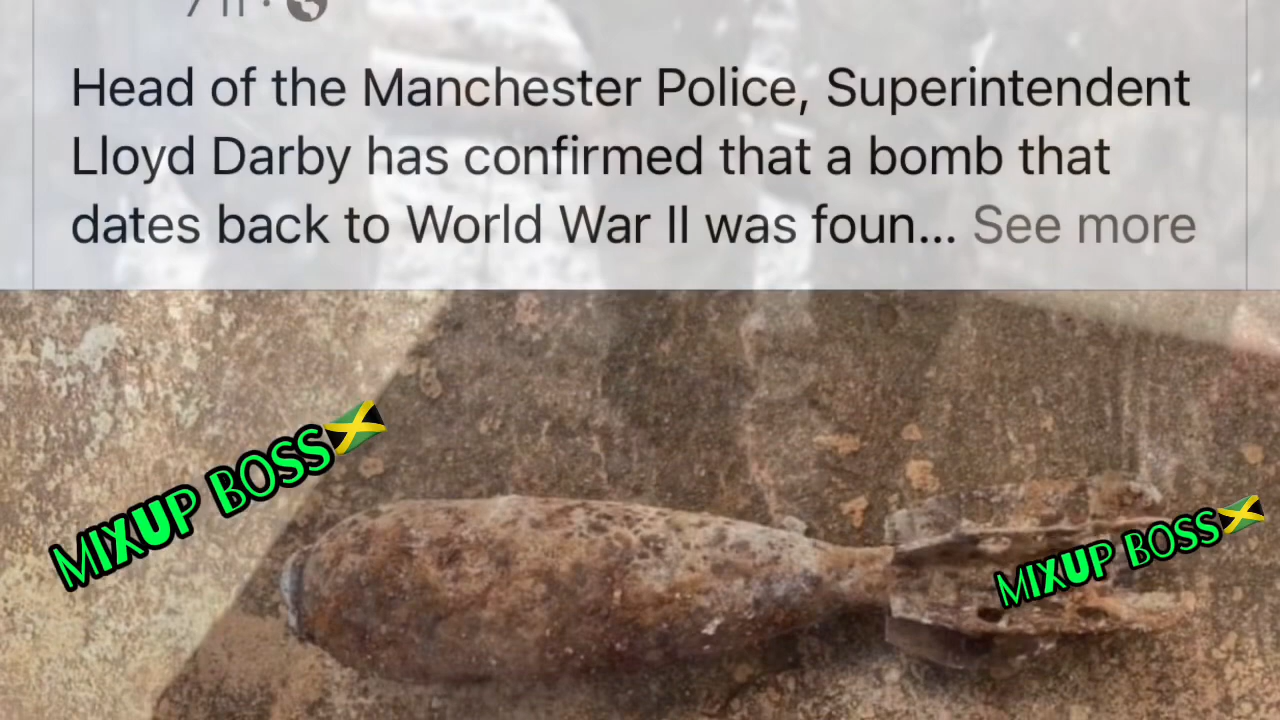 Head of the Manchester Police, Superintendent
Lloyd Darby has confirmed that a bomb that
dates back to World War II was foun... See more
MIXUP BOSS
MIXUP BOSS